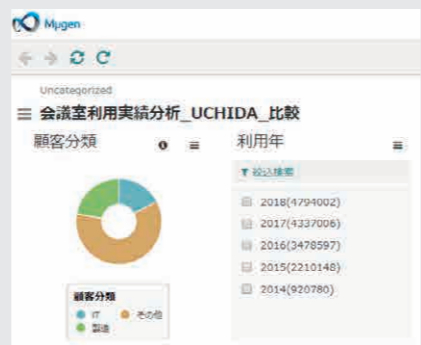 Mugen
Uncategorized
会議室利用実績分析_UCHIDA_比較
顧客分類
利用年
絞込検索
2018(4794002)
2017(4337006)
2016(3478597)
2015(2210148)
2014(920780)
顧客分類
IT その他
製造